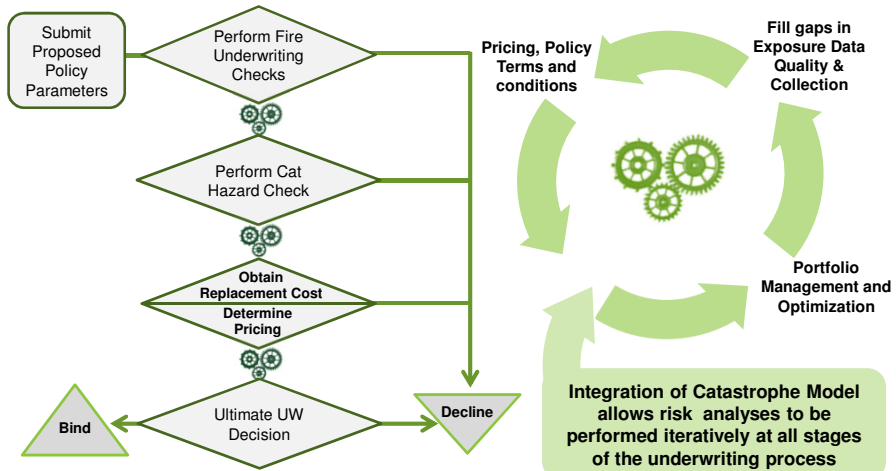 Submit
Proposed
Policy
Parameters
Perform Fire
Underwriting
Checks
Perform Cat
Hazard Check
Obtain
Replacement Cost
Determine
Pricing
Ultimate UW
Decision
Bind
Decline
Pricing, Policy
Terms and
conditions
Fill gaps in
Exposure Data
Quality &
Collection
Portfolio
Management and
Optimization
Integration of Catastrophe Model
allows risk analyses to be
performed iteratively at all stages
of the underwriting process